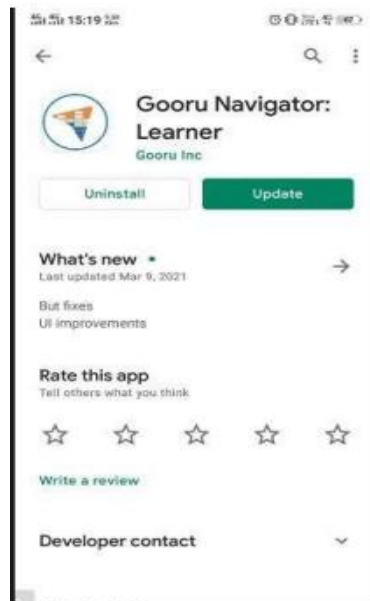 15:19
Gooru Navigator:
Learner
Gooru Inc
Uninstall
Update
What's new
Last updated Mar 9, 2021
But fixes
UI improvements
Rate this app
Tell others what you think
Write a review
Developer contact